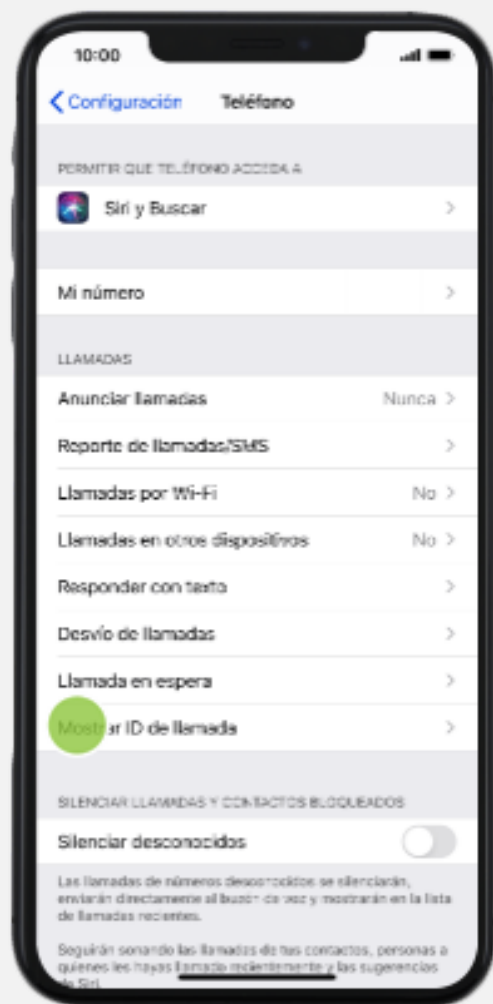 10:00
Configuración Teléfono
PERMITIR QUE TELÉFONO ACCEDA A
Siri y Buscar
Mi número
LLAMADAS
Anunciar llamadas Nunca
Reporte de llamadas/SMS
Llamadas por Wi-Fi No
Llamadas en otros dispositivos No
Responder con texto
Desvío de llamadas
Llamada en espera
Mostrar ID de llamada
SILENCIAR LLAMADAS Y CONTACTOS BLOQUEADOS
Silenciar desconocidos
Las llamadas de números desconocidos se silenciarán,
enviarán directamente al buzón de voz y mostrarán en la lista
de llamadas recientes.
Seguirán sonando las llamadas de tus contactos, personas a
quienes les hayas llamado recientemente y las sugerencias
de Siri.